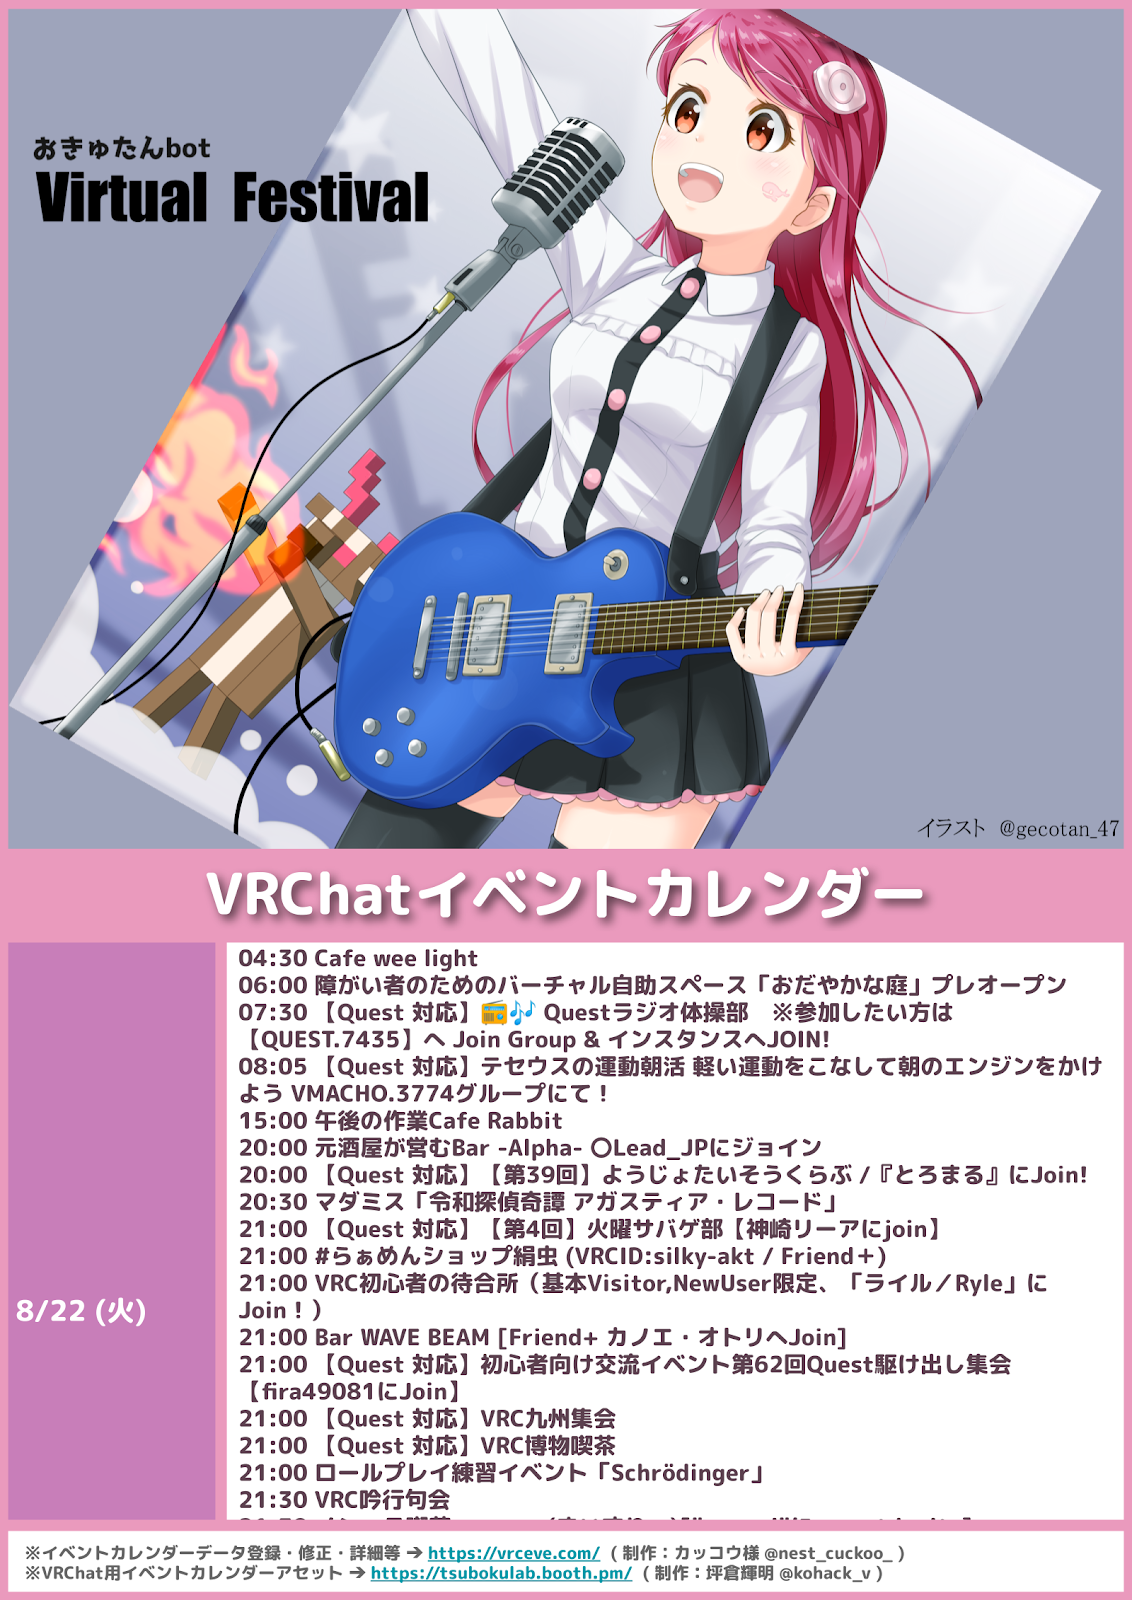 おきゅたんbot
Virtual Festival
イラスト @gecotan_47
VRChatイベントカレンダー
8/22 (火)
04:30 Cafe wee light
06:00 障がい者のためのバーチャル自助スペース「おだやかな庭」プレオープン
07:30 【Quest 対応】📻🎶 Questラジオ体操部　※参加したい方は
【QUEST.7435】へ Join Group & インスタンスへJOIN!
08:05 【Quest 対応】テセウスの運動朝活 軽い運動をこなして朝のエンジンをかけ
よう VMACHO.3774グループにて！
15:00 午後の作業Cafe Rabbit
20:00 元酒屋が営むBar -Alpha- 〇Lead_JPにジョイン
20:00 【Quest 対応】【第39回】ようじょたいそうくらぶ /『とろまる』にJoin!
20:30 マダミス「令和探偵奇譚 アガスティア・レコード」
21:00 【Quest 対応】【第4回】火曜サバゲ部【神崎リーアにjoin】
21:00 #らぁめんショップ絹虫 (VRCID:silky-akt / Friend＋)
21:00 VRC初心者の待合所（基本Visitor,NewUser限定、「ライル／Ryle」に
Join！）
21:00 Bar WAVE BEAM [Friend+ カノエ・オトリへJoin]
21:00 【Quest 対応】初心者向け交流イベント第62回Quest駆け出し集会
【fira49081にJoin】
21:00 【Quest 対応】VRC九州集会
21:00 【Quest 対応】VRC博物喫茶
21:00 ロールプレイ練習イベント「Schrödinger」
21:30 VRC吟行句会
※イベントカレンダーデータ登録・修正・詳細等 ➔ https://vrceve.com/ （ 制作：カッコウ様 @nest_cuckoo_ ）
※VRChat用イベントカレンダーアセット ➔ https://tsubokulab.booth.pm/ （ 制作：坪倉輝明 @kohack_v ）